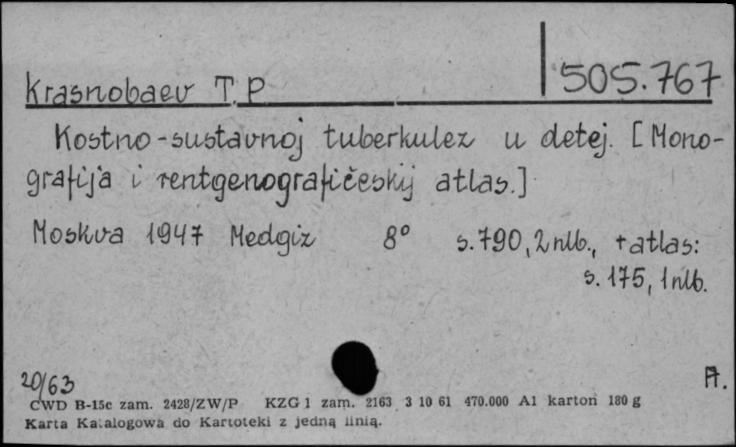 505.767
Krasnobaev T. P.
Kostno-sustavnoj tuberkulez u detej. [Mono-
grafija i rentgenografičeskij atlas.]
Moskva 1947 Medgiz 8° s. 790, 2 nlb., + atlas:
s. 175, 1 nlb.
20/63
A.
CWD B-15c zam. 2428/ZW/P KZG 1 zam. 2163 3 10 61 470.000 A1 karton 180 g
Karta Katalogowa do Kartoteki z jedną linią.